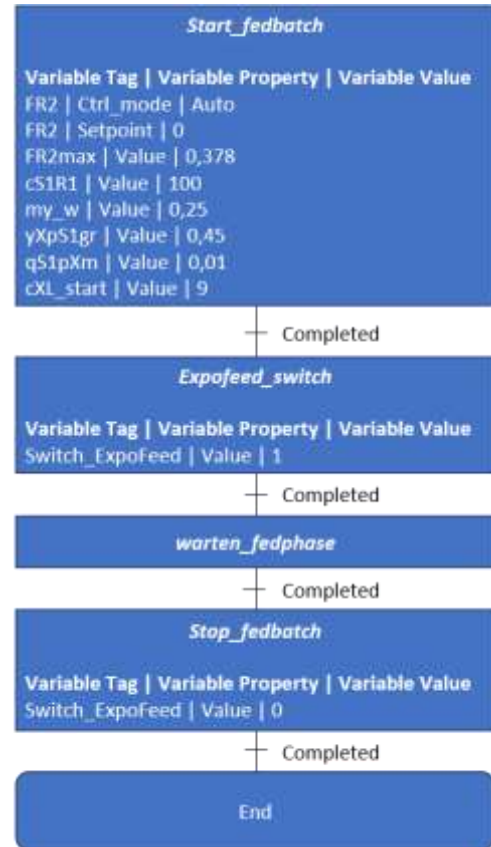 Start_fedbatch
Variable Tag | Variable Property | Variable Value
FR2 | Ctrl_mode | Auto
FR2 | Setpoint | 0
FR2max | Value | 0,378
cS1R1 | Value | 100
my_w | Value | 0,25
yXpS1gr | Value | 0,45
qS1pXm | Value | 0,01
cXL_start | Value | 9
Completed
Expofeed_switch
Variable Tag | Variable Property | Variable Value
Switch_ExpoFeed | Value | 1
Completed
warten_fedphase
Completed
Stop_fedbatch
Variable Tag | Variable Property | Variable Value
Switch_ExpoFeed | Value | 0
Completed
End